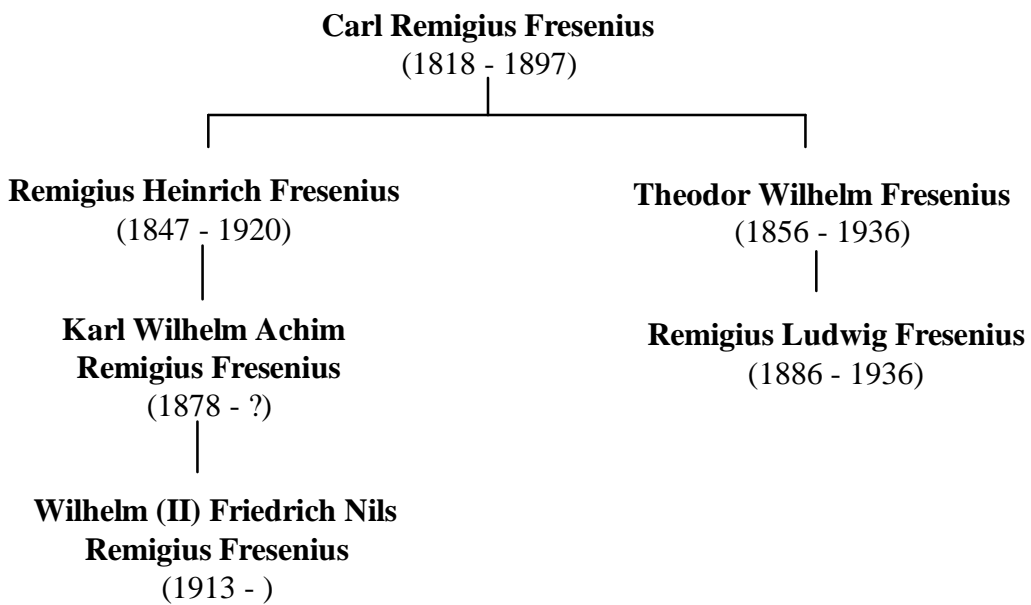 Carl Remigius Fresenius
(1818 - 1897)
Remigius Heinrich Fresenius
(1847 - 1920)
Theodor Wilhelm Fresenius
(1856 - 1936)
Karl Wilhelm Achim
Remigius Fresenius
(1878 - ?)
Remigius Ludwig Fresenius
(1886 - 1936)
Wilhelm (II) Friedrich Nils
Remigius Fresenius
(1913 - )